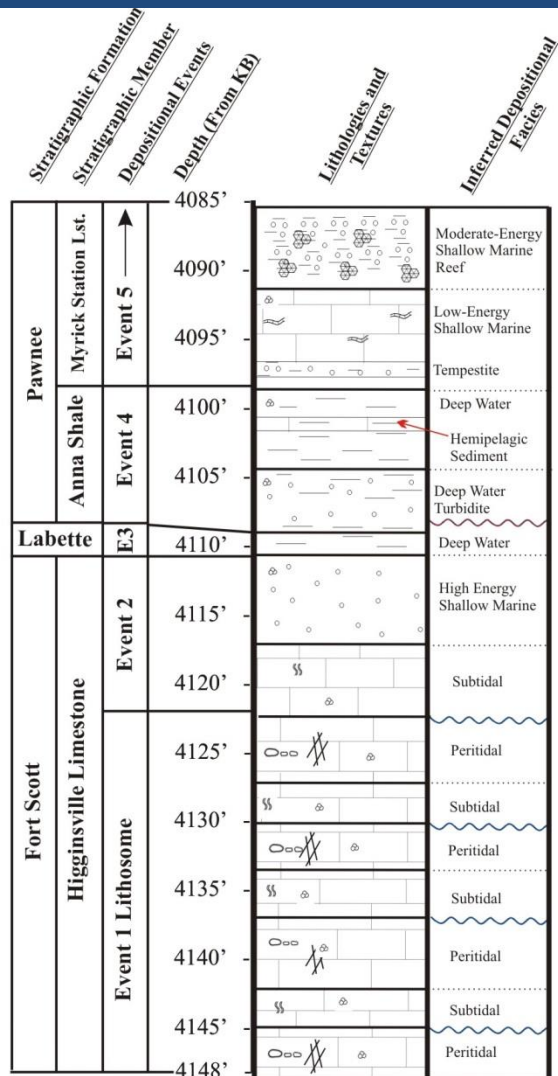 Stratigraphic Formation
Stratigraphic Member
Depositional Events
Depth (From KB)
Lithologies and
Textures
Inferred Depositional
Facies
Pawnee
Labette
Fort Scott
Myrick Station Lst.
Anna Shale
Higginsville Limestone
Event 5
Event 4
E3
Event 2
Event 1 Lithosome
4085’
4090’
4095’
4100’
4105’
4110’
4115’
4120’
4125’
4130’
4135’
4140’
4145’
4148’
Moderate-Energy
Shallow Marine
Reef
Low-Energy
Shallow Marine
Tempestite
Deep Water
Hemipelagic
Sediment
Deep Water
Turbidite
Deep Water
High Energy
Shallow Marine
Subtidal
Peritidal
Subtidal
Peritidal
Subtidal
Peritidal
Subtidal
Peritidal